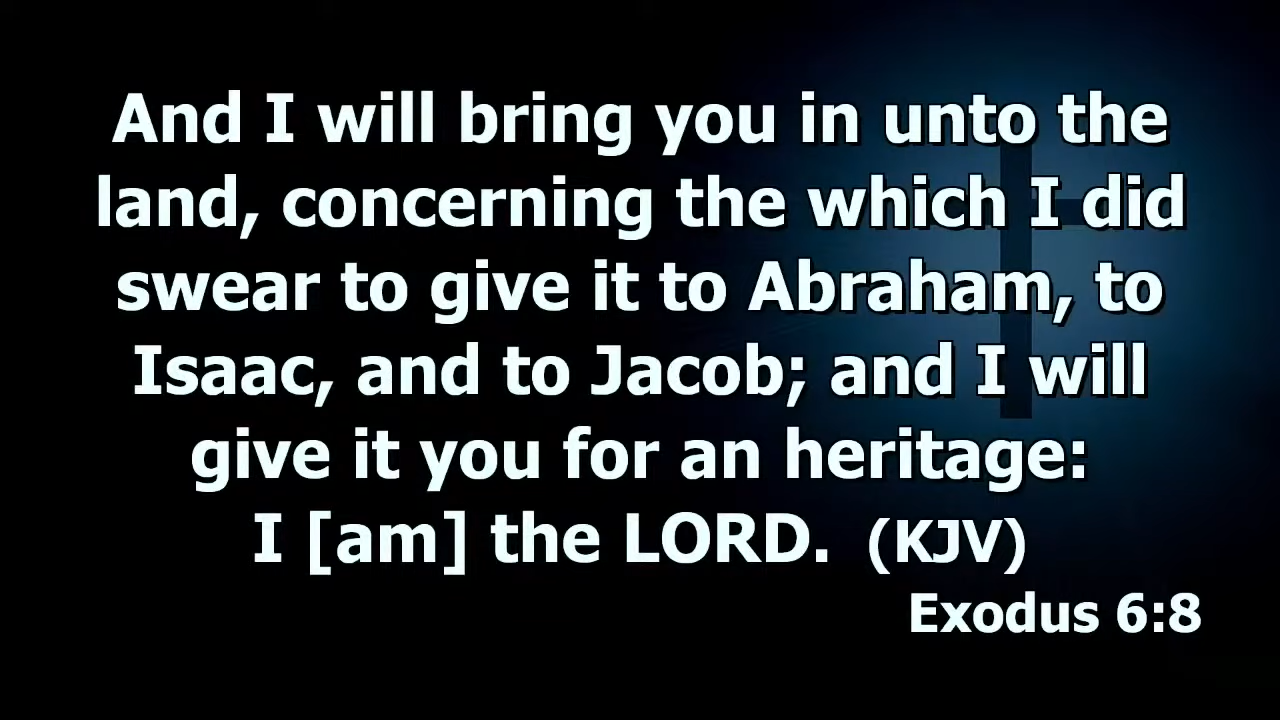 And I will bring you in unto the
land, concerning the which I did
swear to give it to Abraham, to
Isaac, and to Jacob; and I will
give it you for an heritage:
I [am] the LORD. (KJV)
Exodus 6:8